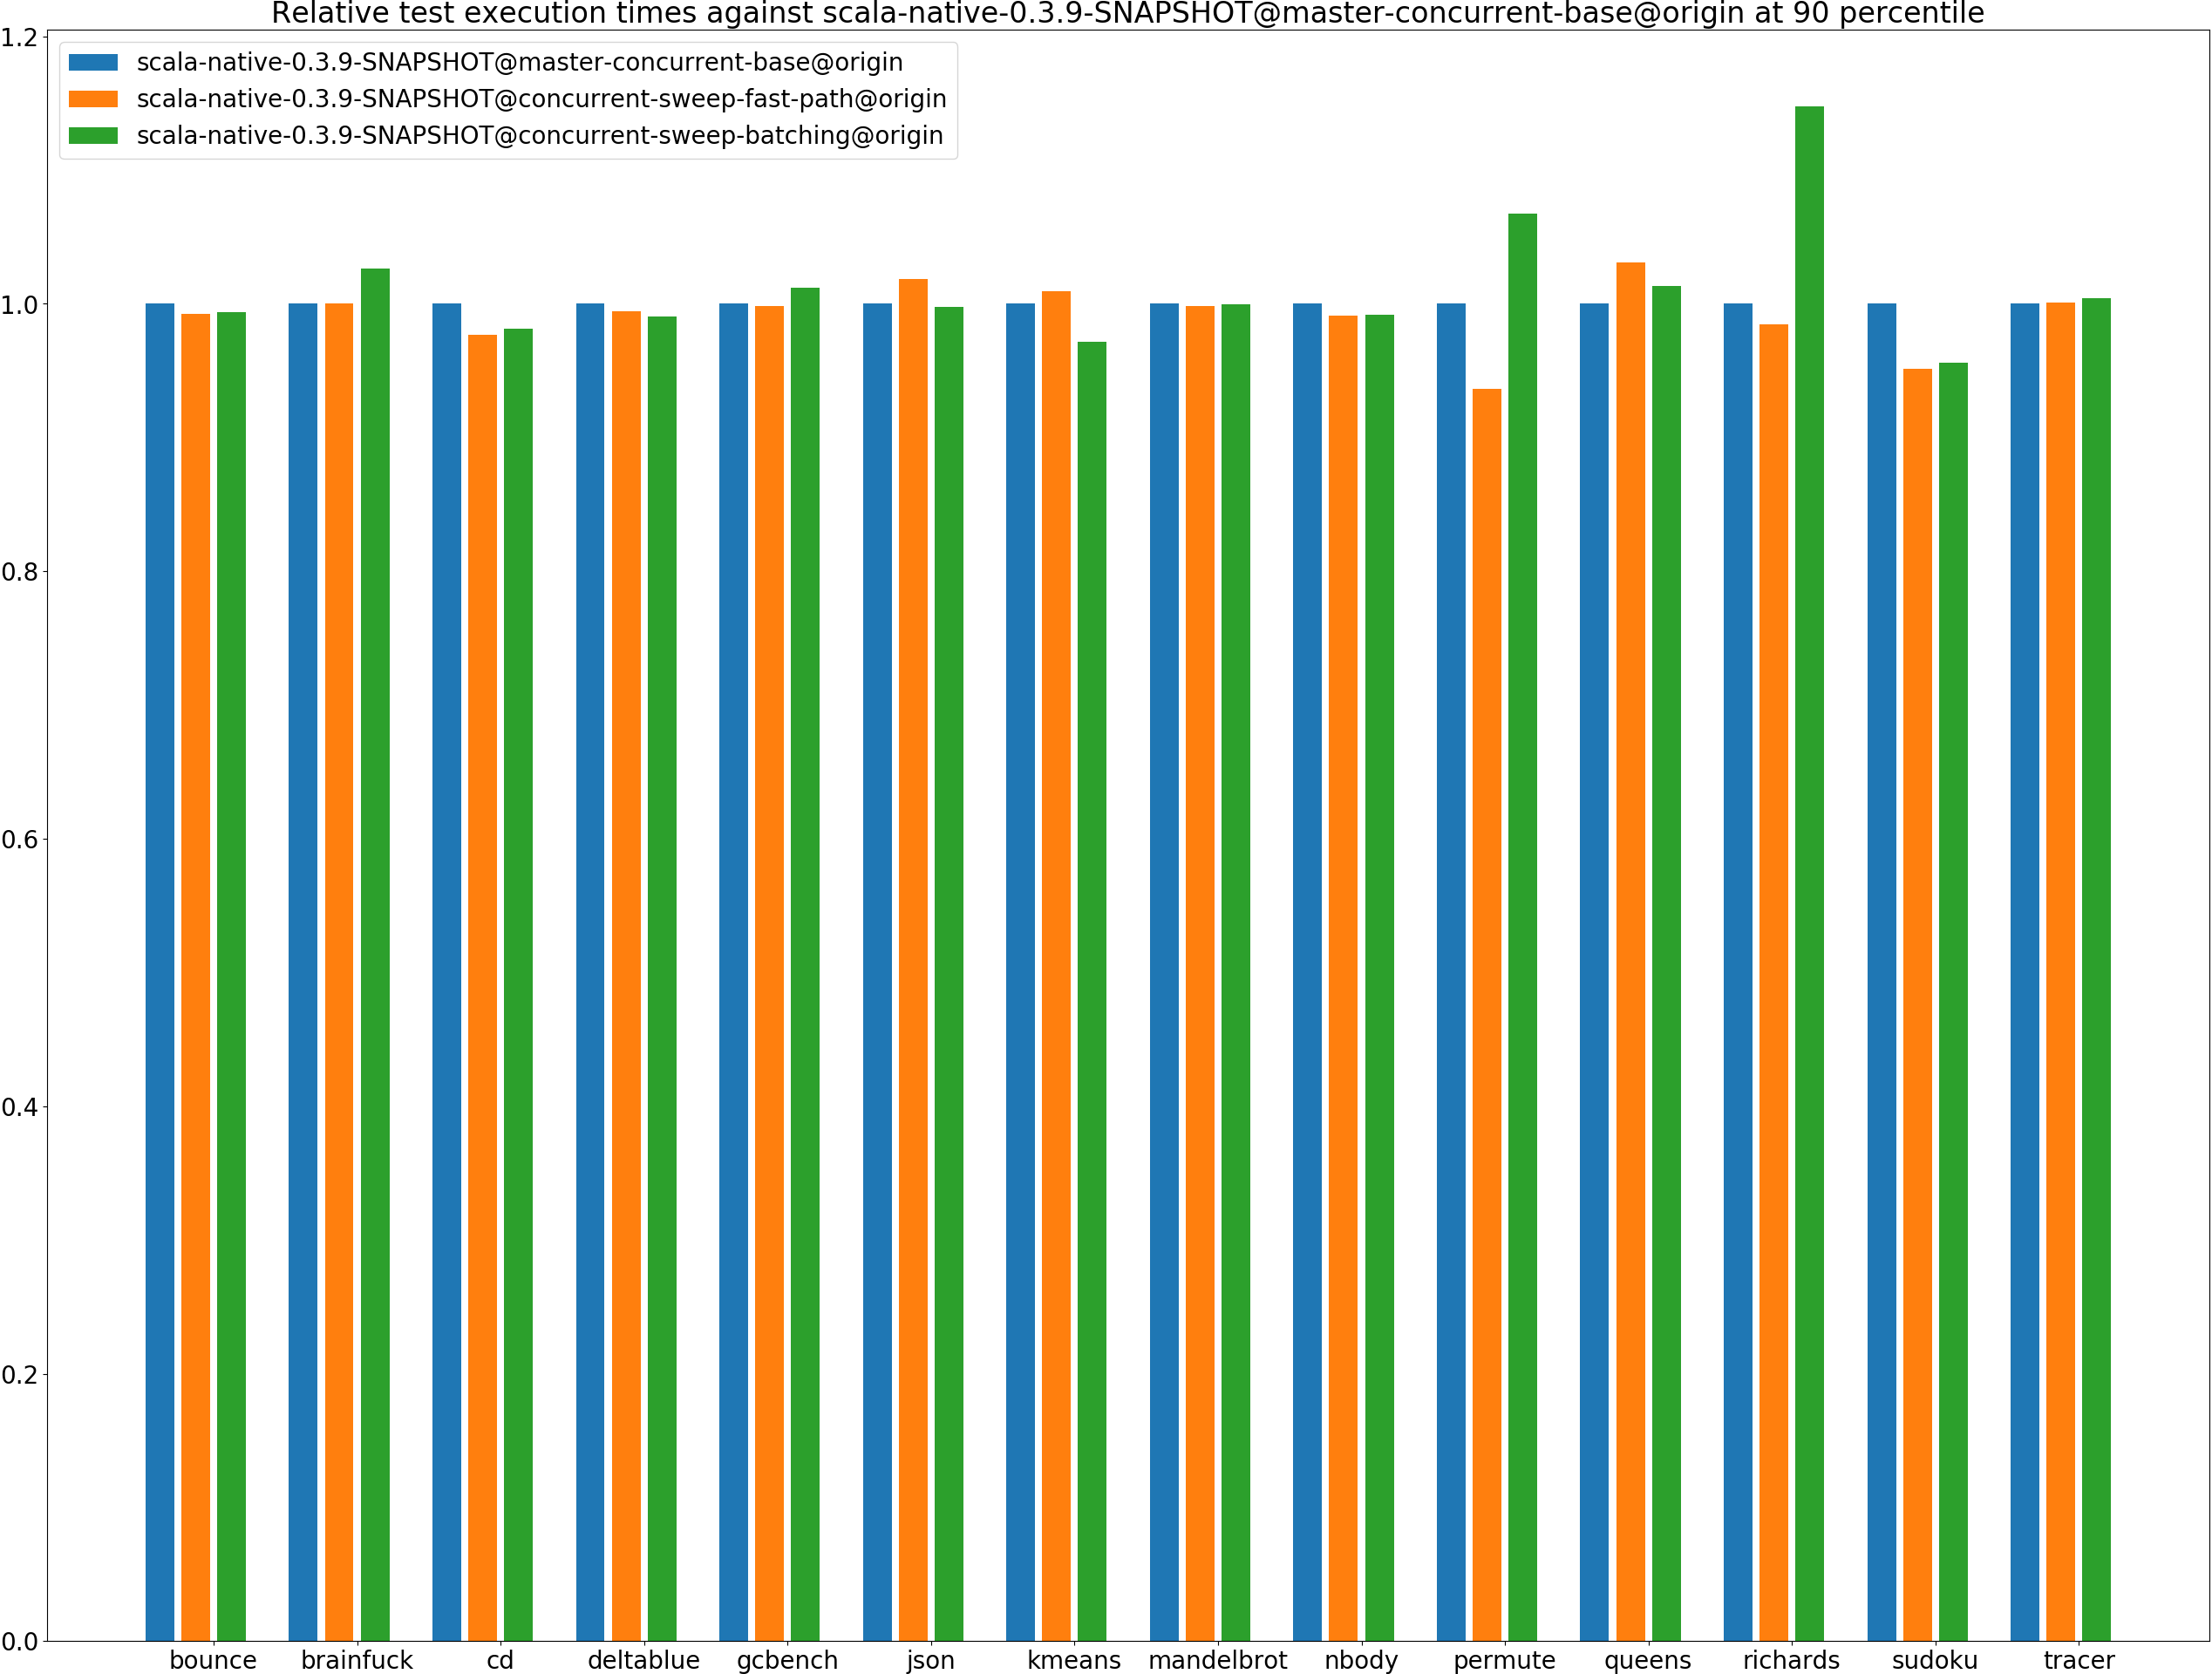 Relative test execution times against scala-native-0.3.9-SNAPSHOT@master-concurrent-base@origin at 90 percentile
scala-native-0.3.9-SNAPSHOT@master-concurrent-base@origin
scala-native-0.3.9-SNAPSHOT@concurrent-sweep-fast-path@origin
scala-native-0.3.9-SNAPSHOT@concurrent-sweep-batching@origin
1.2
1.0
0.8
0.6
0.4
0.2
0.0
bounce brainfuck cd deltablue gcbench json kmeans mandelbrot nbody permute queens richards sudoku tracer